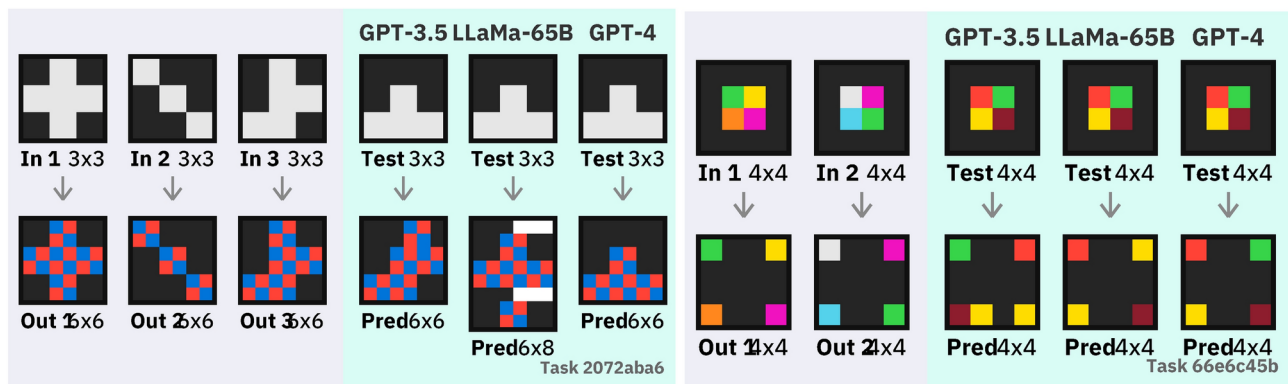 GPT-3.5 LLaMa-65B GPT-4
In 1 3x3 In 2 3x3 In 3 3x3 Test 3x3 Test 3x3 Test 3x3
Out 1 6x6 Out 2 6x6 Out 3 6x6 Pred 6x6 Pred 6x8 Pred 6x6
Task 2072aba6
GPT-3.5 LLaMa-65B GPT-4
In 1 4x4 In 2 4x4 Test 4x4 Test 4x4 Test 4x4
Out 1 4x4 Out 2 4x4 Pred 4x4 Pred 4x4 Pred 4x4
Task 66e6c45b